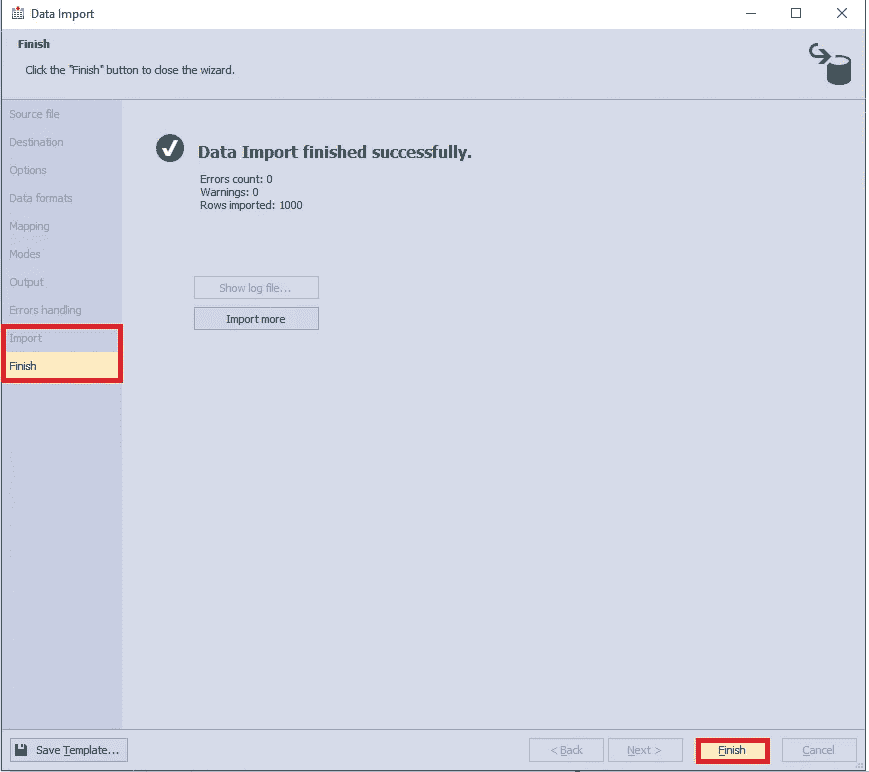 Data Import
Finish
Click the "Finish" button to close the wizard.
Source file
Destination
Options
Data formats
Mapping
Modes
Output
Errors handling
Import
Finish
Data Import finished successfully.
Errors count: 0
Warnings: 0
Rows imported: 1000
Show log file...
Import more
Save Template...
< Back
Next >
Finish
Cancel